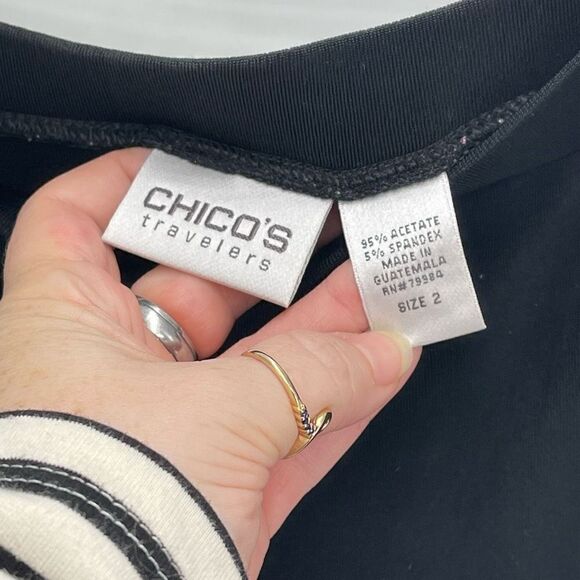 CHICO'S
travelers
95% ACETATE
5% SPANDEX
MADE IN
GUATEMALA
RN#79984
SIZE 2